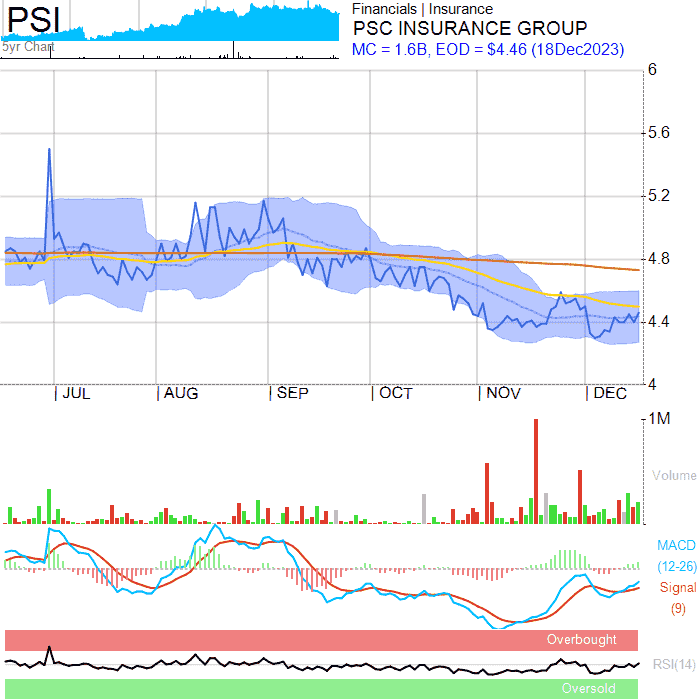 PSI
5yr Chart
Financials | Insurance
PSC INSURANCE GROUP
MC = 1.6B, EOD = $4.46 (18Dec2023)
6
5.6
5.2
4.8
4.4
4
JUL AUG SEP OCT NOV DEC
1M
Volume
MACD
(12-26)
Signal
(9)
Overbought
RSI(14)
Oversold